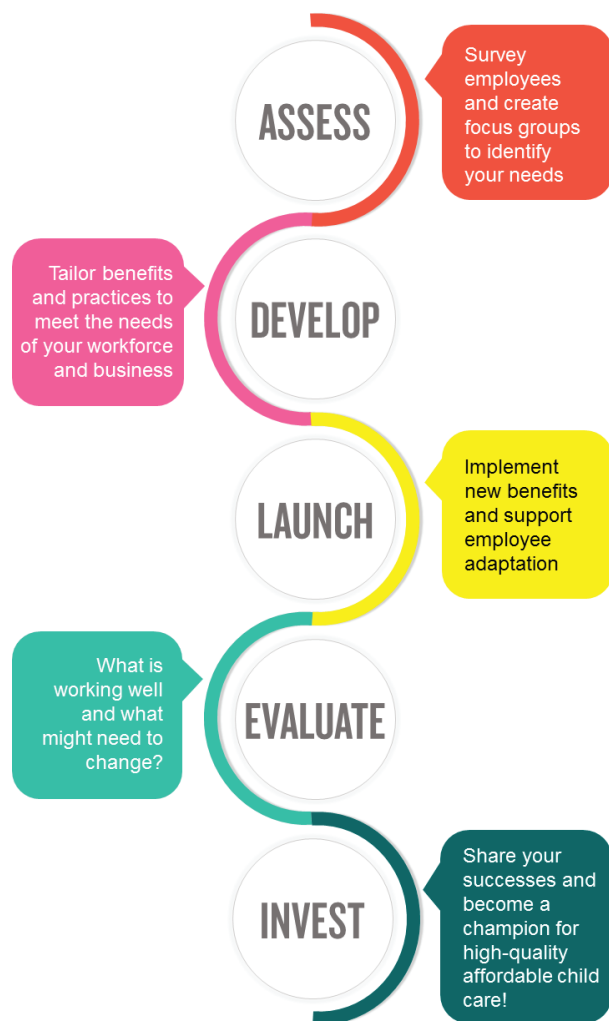 ASSESS
Survey
employees
and create
focus groups
to identify
your needs
DEVELOP
Tailor benefits
and practices to
meet the needs
of your workforce
and business
LAUNCH
Implement
new benefits
and support
employee
adaptation
EVALUATE
What is
working well
and what
might need to
change?
INVEST
Share your
successes and
become a
champion for
high-quality
affordable child
care!